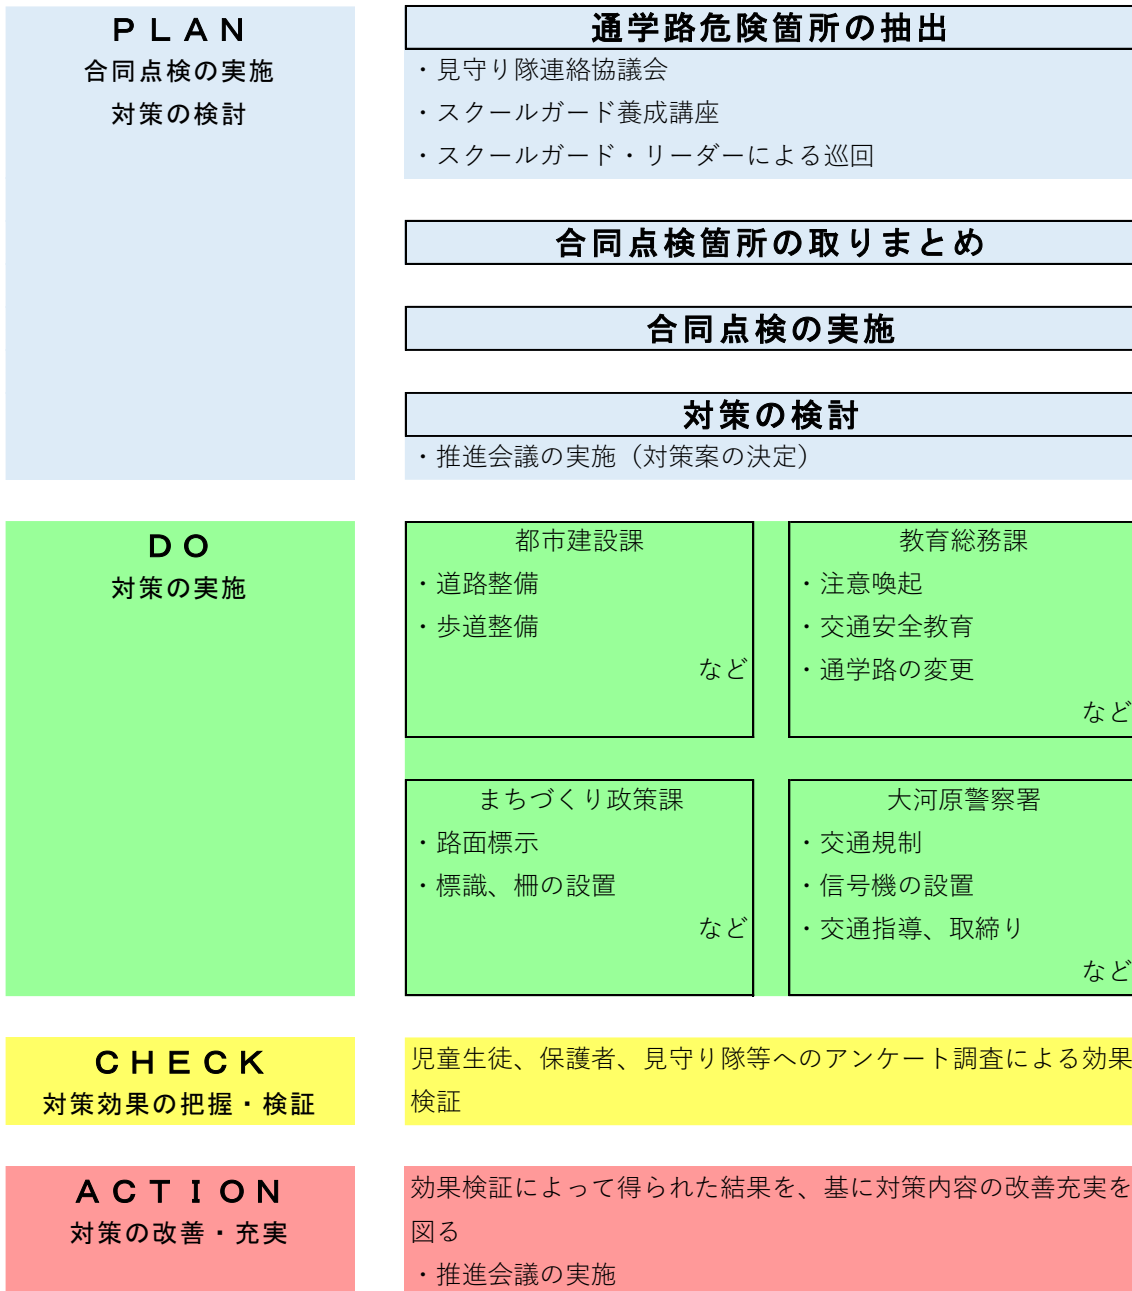 ＰＬＡＮ
合同点検の実施
対策の検討
通学路危険箇所の抽出
・見守り隊連絡協議会
・スクールガード養成講座
・スクールガード・リーダーによる巡回
合同点検箇所の取りまとめ
合同点検の実施
対策の検討
・推進会議の実施（対策案の決定）
ＤＯ
対策の実施
都市建設課
・道路整備
・歩道整備
など
教育総務課
・注意喚起
・交通安全教育
・通学路の変更
など
まちづくり政策課
・路面標示
・標識、柵の設置
など
大河原警察署
・交通規制
・信号機の設置
・交通指導、取締り
など
ＣＨＥＣＫ
対策効果の把握・検証
児童生徒、保護者、見守り隊等へのアンケート調査による効果
検証
ＡＣＴＩＯＮ
対策の改善・充実
効果検証によって得られた結果を、基に対策内容の改善充実を
図る
・推進会議の実施